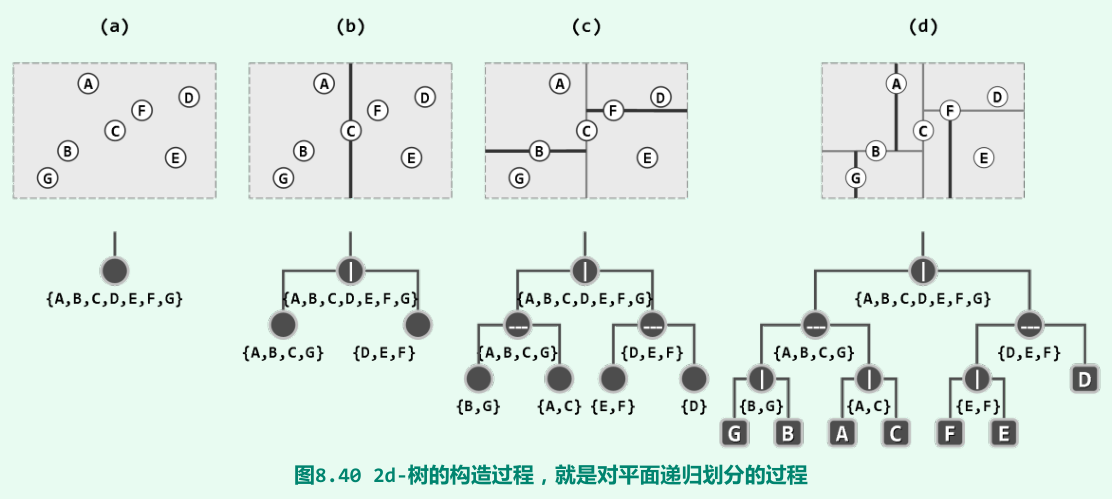 (a) (b) (c) (d)
A D F C B E G
A D F C B E G
A D F C B E G
A F D C B E G
{A,B,C,D,E,F,G} {A,B,C,D,E,F,G} {A,B,C,D,E,F,G} {A,B,C,D,E,F,G}
{A,B,C,G} {D,E,F} {A,B,C,G} {D,E,F} {A,B,C,G} {D,E,F}
D
{B,G} {A,C} {E,F} {D} {B,G} {A,C} {E,F}
G B A C F E
图8.40 2d-树的构造过程，就是对平面递归划分的过程